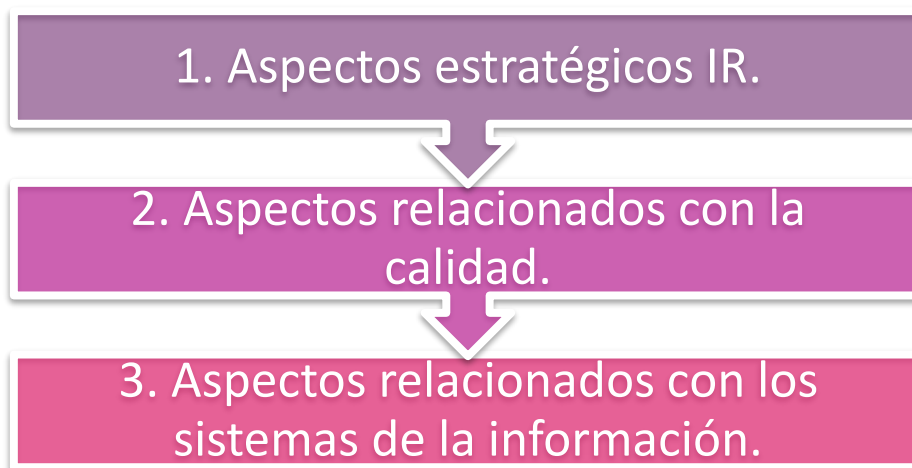 1. Aspectos estratégicos IR.
2. Aspectos relacionados con la
calidad.
3. Aspectos relacionados con los
sistemas de la información.